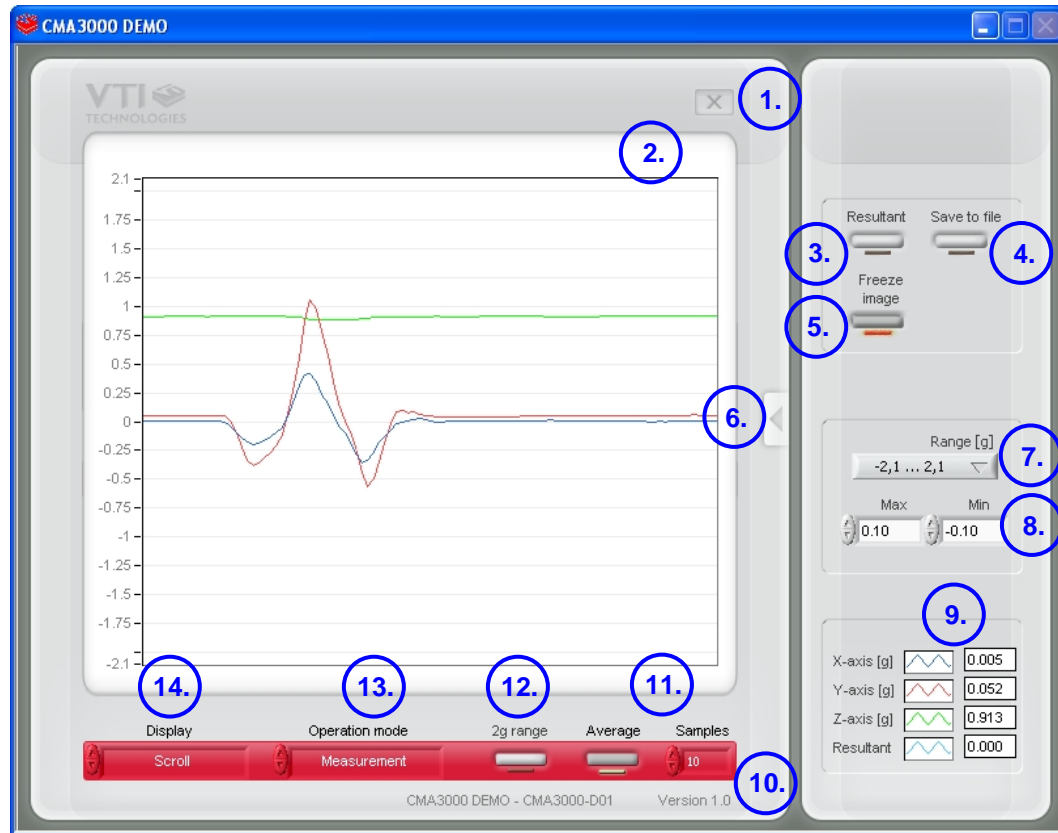 CMA3000 DEMO
VTI
TECHNOLOGIES
1.
2.
2.1
1.75
1.5
1.25
1
0.75
0.5
0.25
0
-0.25
-0.5
-0.75
-1
-1.25
-1.5
-1.75
-2.1
Resultant Save to file
3. 4.
Freeze
image
5.
6.
Range [g]
-2,1 ... 2,1 7.
Max Min
0.10 -0.10 8.
9.
X-axis [g] 0.005
Y-axis [g] 0.052
Z-axis [g] 0.913
Resultant 0.000
14. 13. 12. 11.
Display Operation mode 2g range Average Samples
Scroll Measurement 10
10.
CMA3000 DEMO - CMA3000-D01 Version 1.0